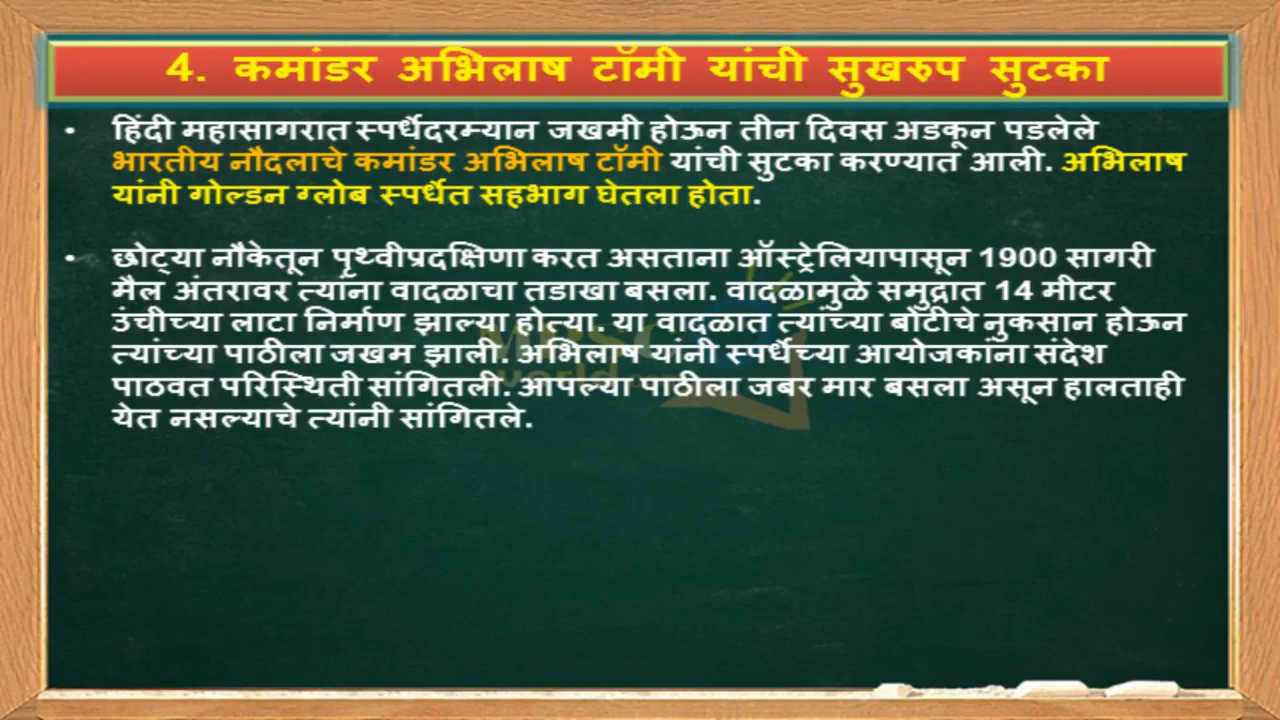 4. कमांडर अभिलाष टॉमी यांची सुखरुप सुटका
• हिंदी महासागरात स्पर्धेदरम्यान जखमी होऊन तीन दिवस अडकून पडलेले
भारतीय नौदलाचे कमांडर अभिलाष टॉमी यांची सुटका करण्यात आली. अभिलाष
यांनी गोल्डन ग्लोब स्पर्धेत सहभाग घेतला होता.
• छोट्या नौकेतून पृथ्वीप्रदक्षिणा करत असताना ऑस्ट्रेलियापासून 1900 सागरी
मैल अंतरावर त्यांना वादळाचा तडाखा बसला. वादळामुळे समुद्रात 14 मीटर
उंचीच्या लाटा निर्माण झाल्या होत्या. या वादळात त्यांच्या बोटीचे नुकसान होऊन
त्यांच्या पाठीला जखम झाली. अभिलाष यांनी स्पर्धेच्या आयोजकांना संदेश
पाठवत परिस्थिती सांगितली. आपल्या पाठीला जबर मार बसला असून हालताही
येत नसल्याचे त्यांनी सांगितले.